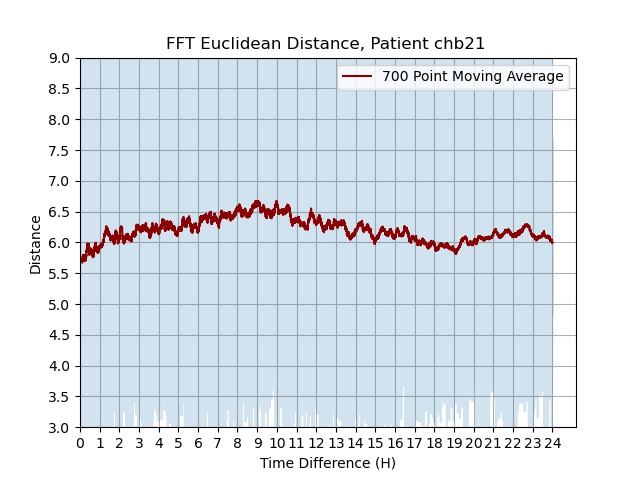 FFT Euclidean Distance, Patient chb21
700 Point Moving Average
9.0
8.5
8.0
7.5
7.0
6.5
6.0
5.5
5.0
4.5
4.0
3.5
3.0
Distance
0 1 2 3 4 5 6 7 8 9 10 11 12 13 14 15 16 17 18 19 20 21 22 23 24
Time Difference (H)